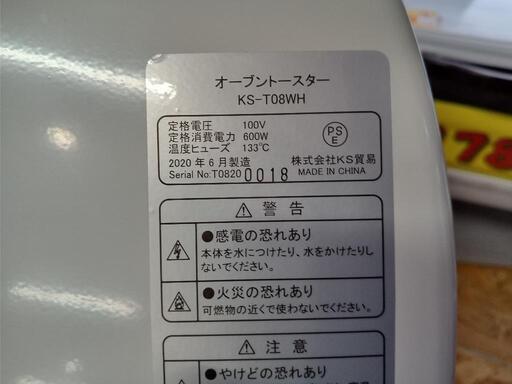 オーブントースター
KS-T08WH
定格電圧 100V
定格消費電力 600W
温度ヒューズ 133℃
PS
E
2020年6月製造 株式会社KS貿易
Serial No:T0820 0018 MADE IN CHINA
⚠ 警告
●感電の恐れあり
本体を水につけたり、水をかけたりし
ないでください。
●火災の恐れあり
可燃物の近くで使わないでください。
⚠ 注意
●やけどの恐れあり
78